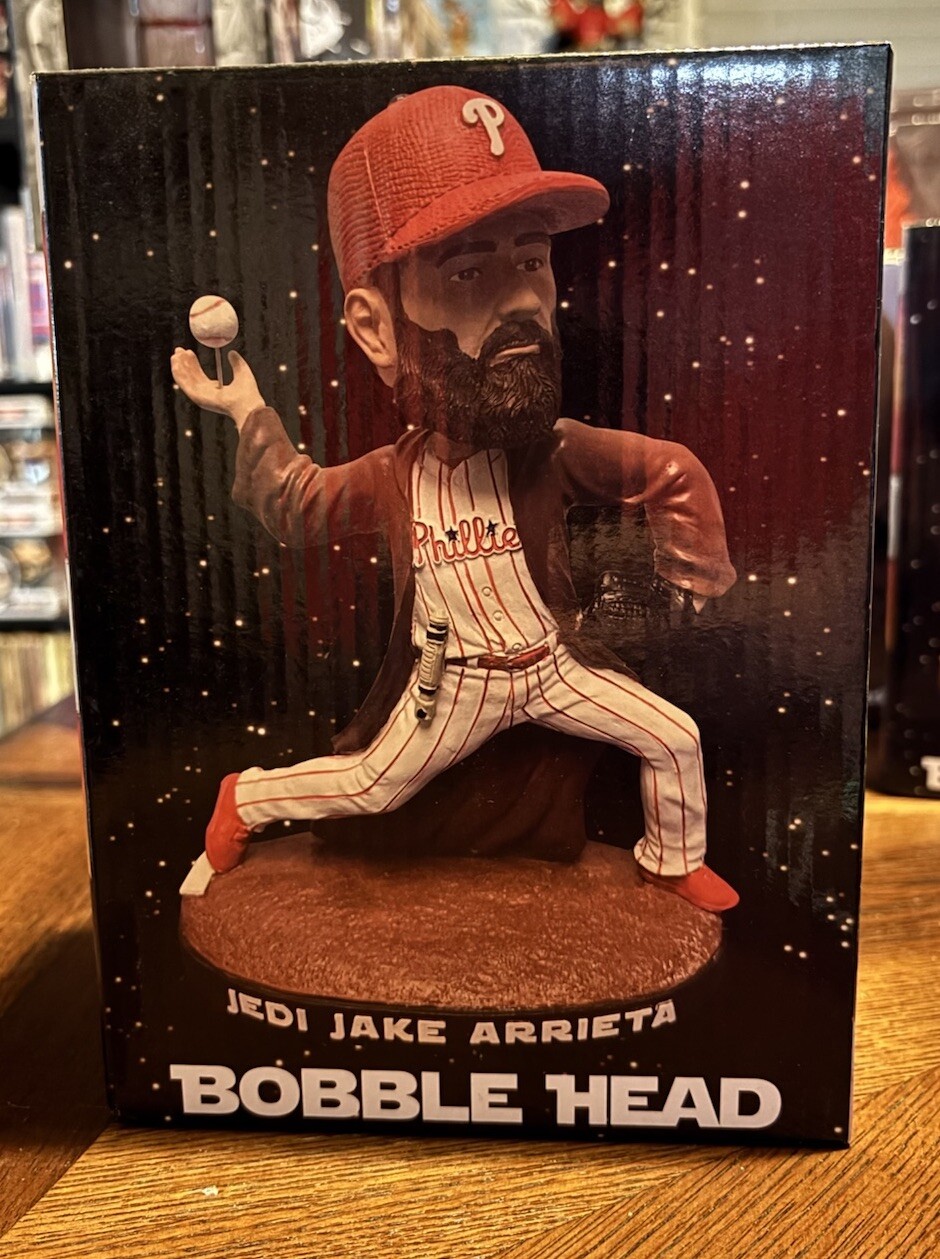 P
Phillies
JEDI JAKE ARRIETA
BOBBLE HEAD